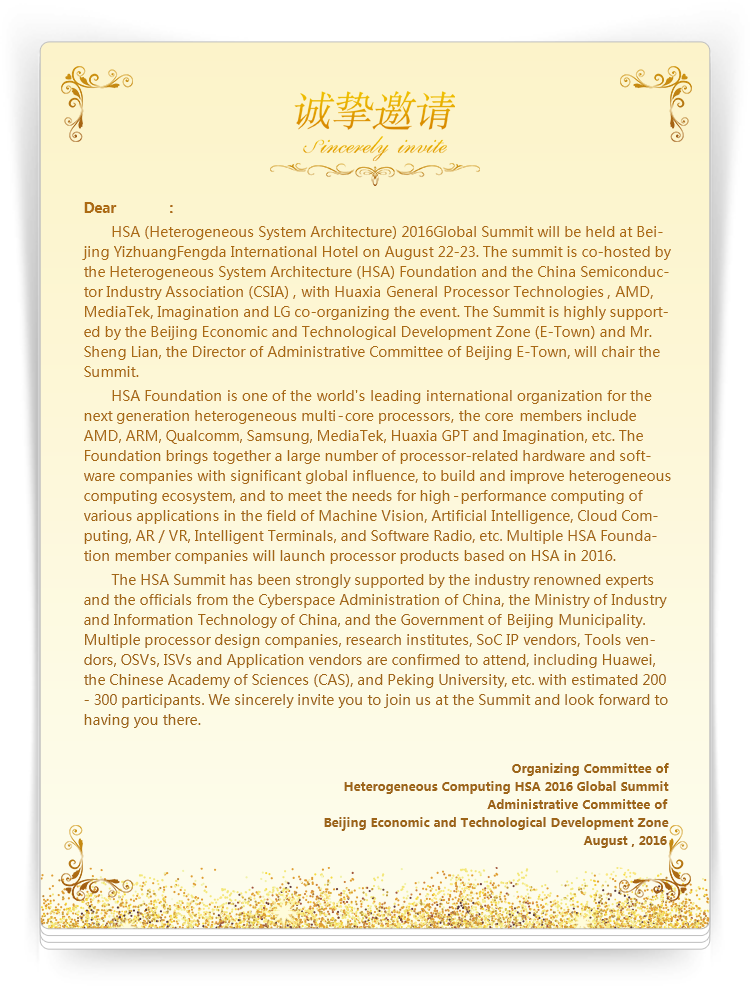 诚挚邀请
Sincerely invite
Dear :
HSA (Heterogeneous System Architecture) 2016Global Summit will be held at Bei-
jing YizhuangFengda International Hotel on August 22-23. The summit is co-hosted by
the Heterogeneous System Architecture (HSA) Foundation and the China Semiconduc-
tor Industry Association (CSIA) , with Huaxia General Processor Technologies , AMD,
MediaTek, Imagination and LG co-organizing the event. The Summit is highly support-
ed by the Beijing Economic and Technological Development Zone (E-Town) and Mr.
Sheng Lian, the Director of Administrative Committee of Beijing E-Town, will chair the
Summit.
HSA Foundation is one of the world's leading international organization for the
next generation heterogeneous multi-core processors, the core members include
AMD, ARM, Qualcomm, Samsung, MediaTek, Huaxia GPT and Imagination, etc. The
Foundation brings together a large number of processor-related hardware and soft-
ware companies with significant global influence, to build and improve heterogeneous
computing ecosystem, and to meet the needs for high-performance computing of
various applications in the field of Machine Vision, Artificial Intelligence, Cloud Com-
puting, AR / VR, Intelligent Terminals, and Software Radio, etc. Multiple HSA Founda-
tion member companies will launch processor products based on HSA in 2016.
The HSA Summit has been strongly supported by the industry renowned experts
and the officials from the Cyberspace Administration of China, the Ministry of Industry
and Information Technology of China, and the Government of Beijing Municipality.
Multiple processor design companies, research institutes, SoC IP vendors, Tools ven-
dors, OSVs, ISVs and Application vendors are confirmed to attend, including Huawei,
the Chinese Academy of Sciences (CAS), and Peking University, etc. with estimated 200
- 300 participants. We sincerely invite you to join us at the Summit and look forward to
having you there.
Organizing Committee of
Heterogeneous Computing HSA 2016 Global Summit
Administrative Committee of
Beijing Economic and Technological Development Zone
August , 2016